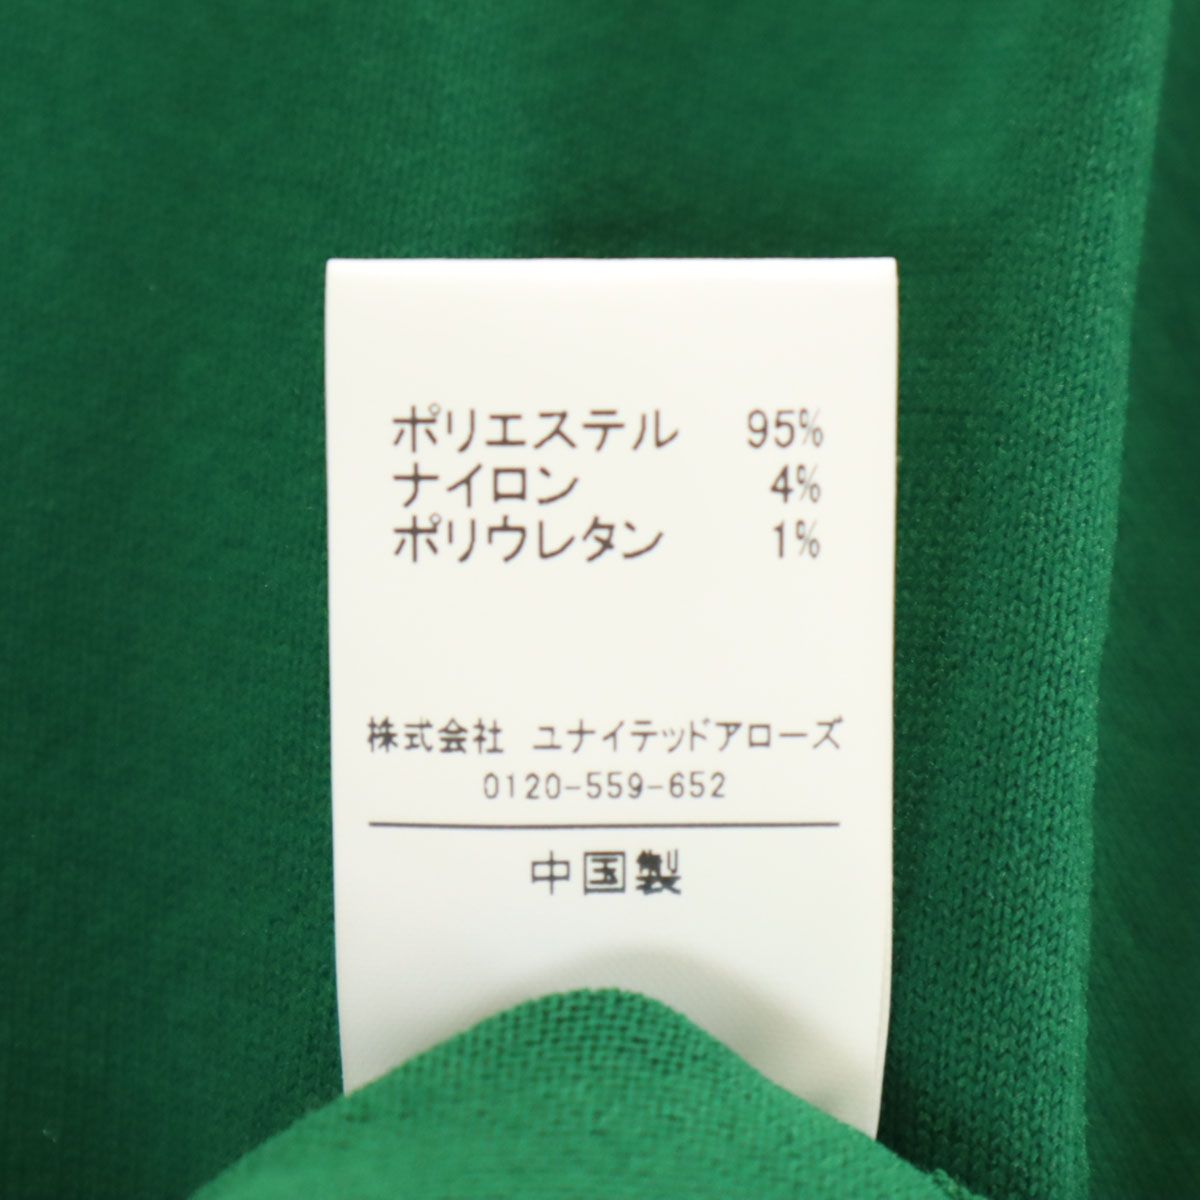 ポリエステル 95%
ナイロン 4%
ポリウレタン 1%
株式会社 ユナイテッドアローズ
0120-559-652
中国製